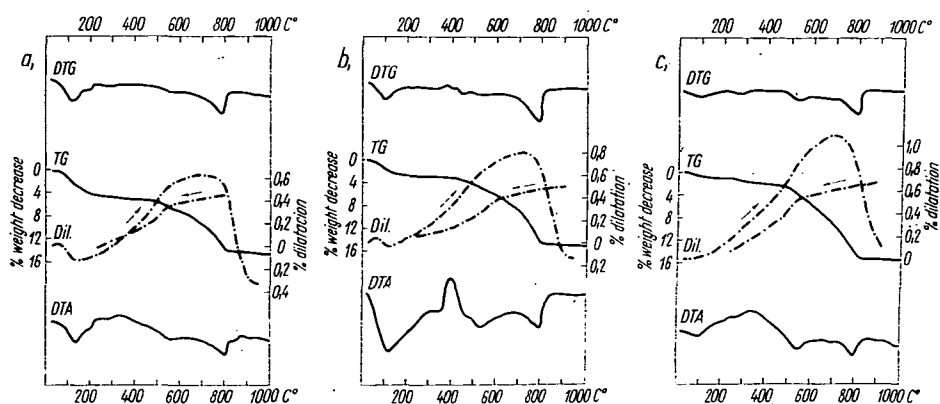 200 400 600 800 1000 C°
a,
DTG
TG
% weight decrease
0
4
8
12
16
Dil.
0,6
0,4
0,2
0
0,2
0,4
% dilatation
DTA
200 400 600 800 1000 C°
200 400 600 800 1000 C°
b,
DTG
TG
% weight decrease
0
4
8
12
16
Dil.
0,8
0,6
0,4
0,2
0
0,2
% dilatation
DTA
200 400 600 800 1000 C°
200 400 600 800 1000 C°
c,
DTG
TG
% weight decrease
0
4
8
12
16
Dil.
1,0
0,8
0,6
0,4
0,2
0
% dilatation
DTA
200 400 600 800 1000 C°